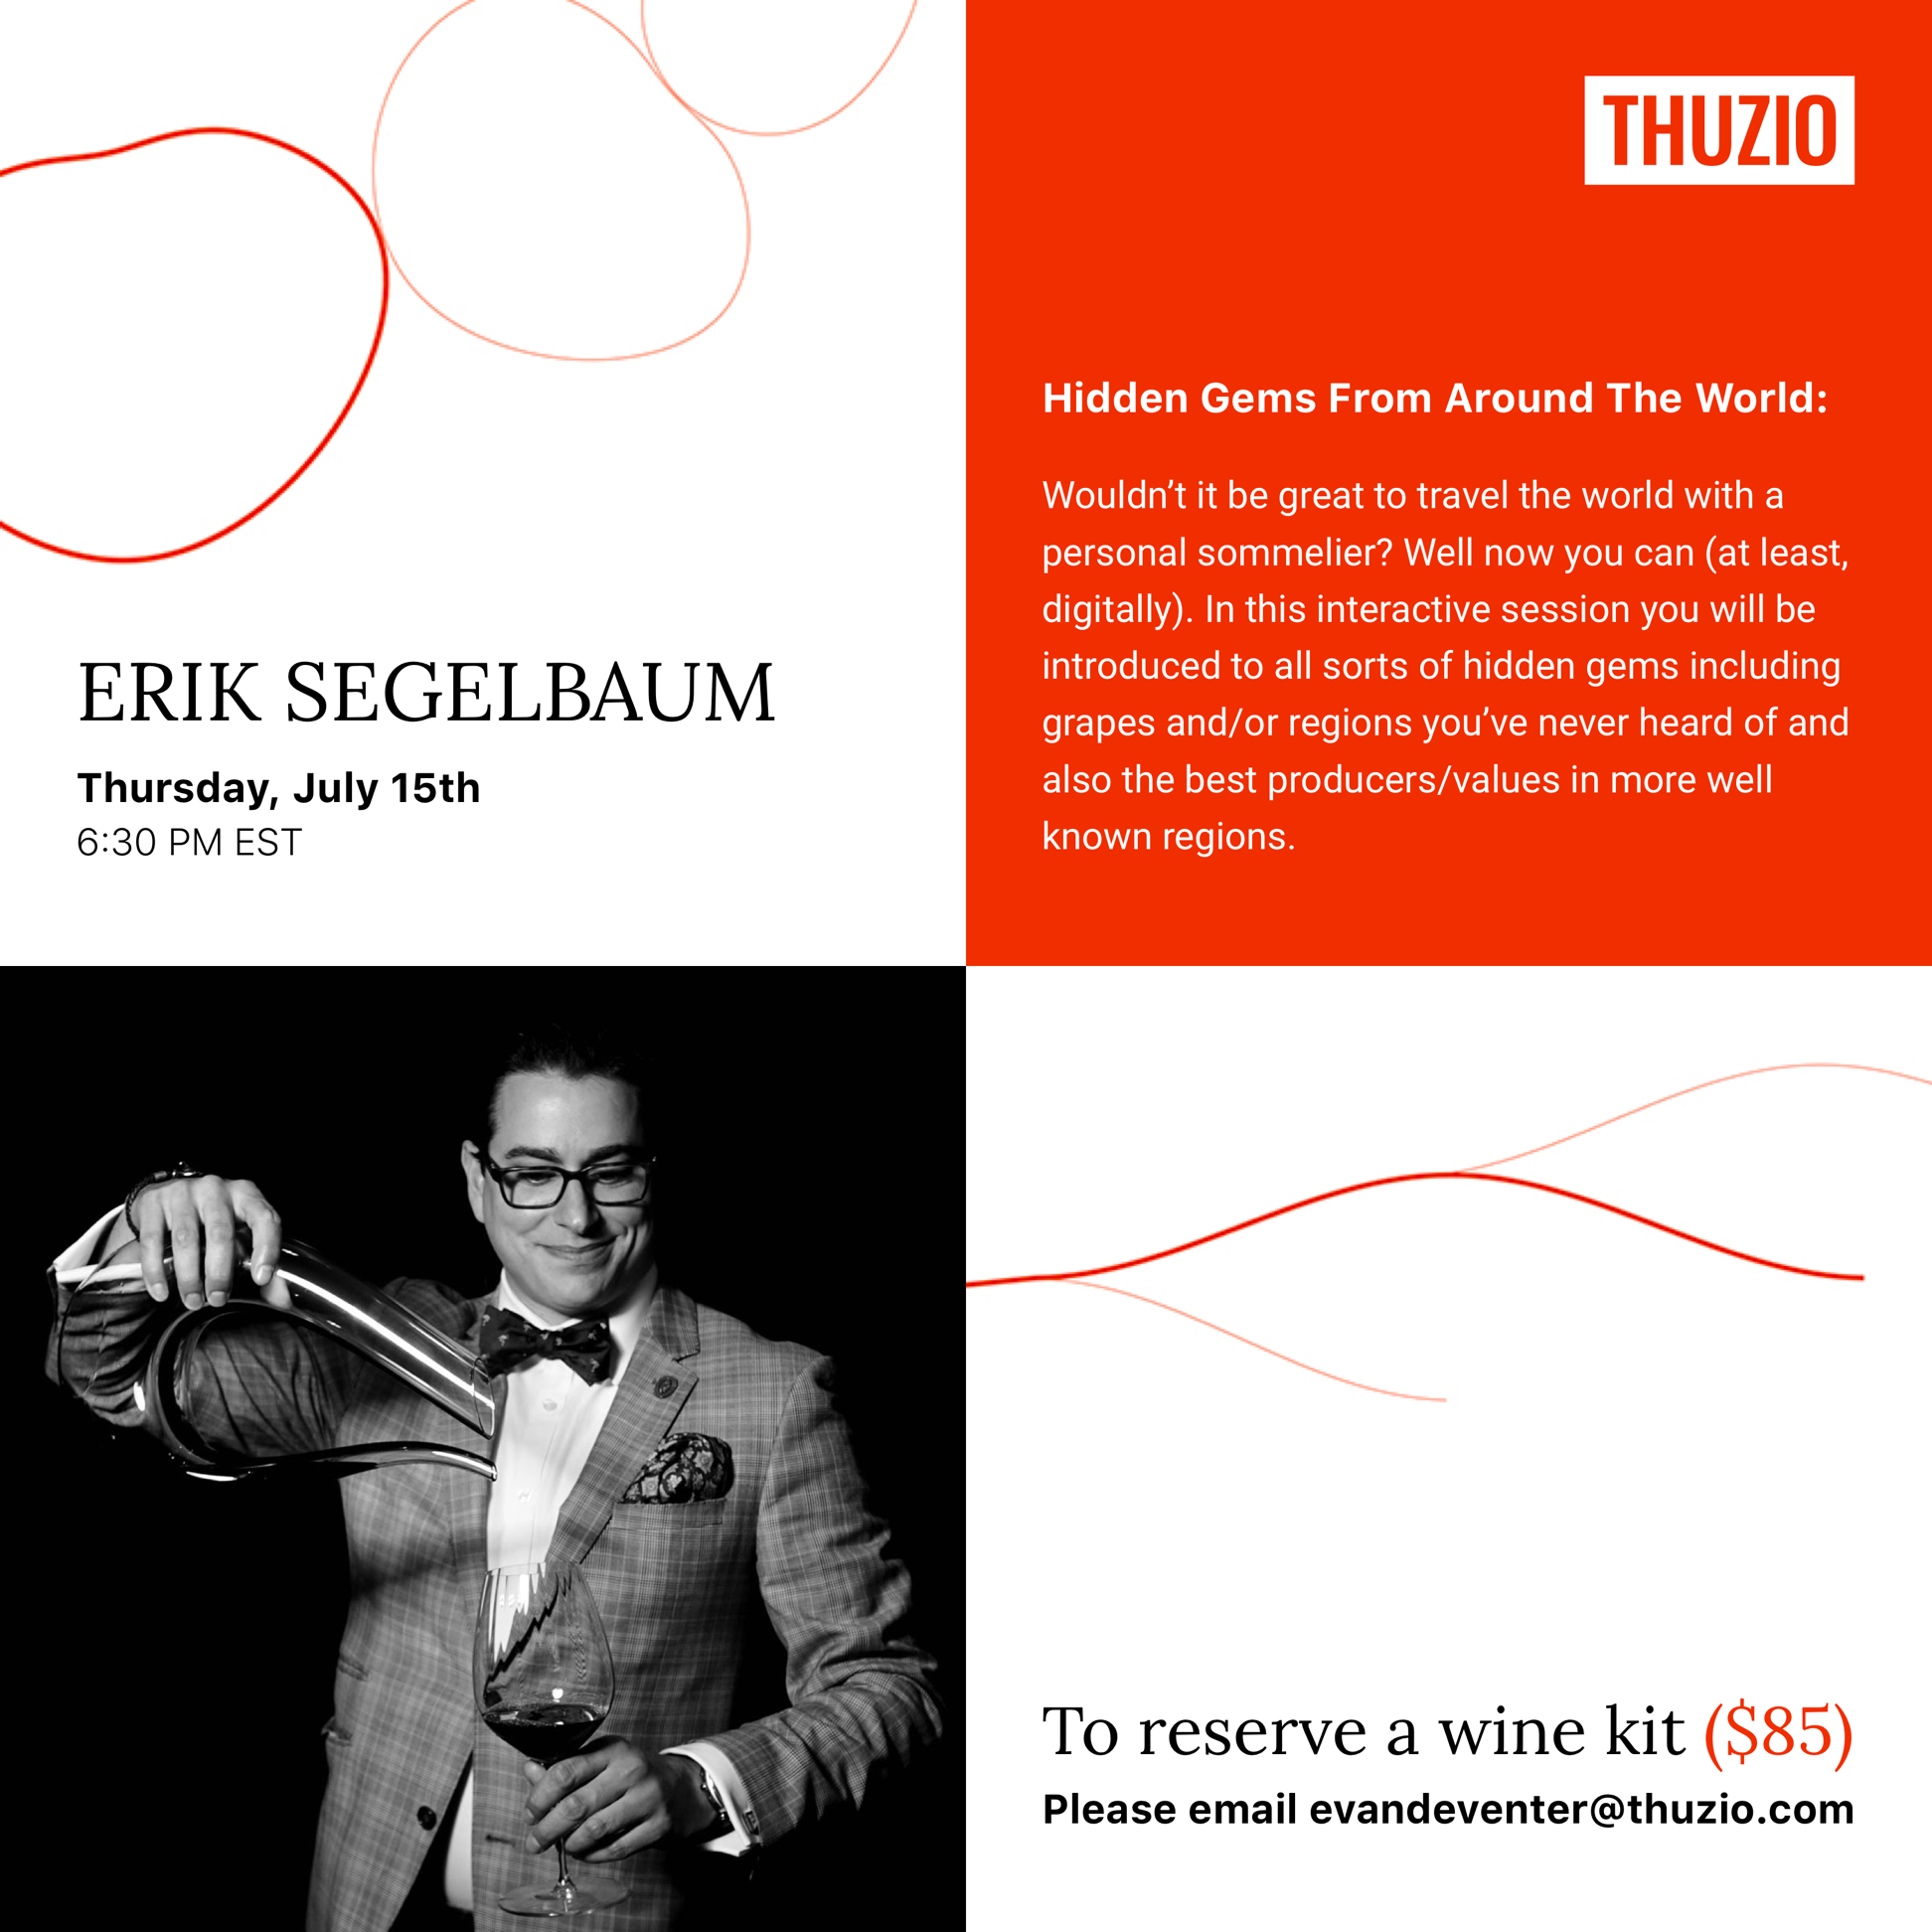 ERIK SEGELBAUM
Thursday, July 15th
6:30 PM EST
THUZIO
Hidden Gems From Around The World:
Wouldn’t it be great to travel the world with a
personal sommelier? Well now you can (at least,
digitally). In this interactive session you will be
introduced to all sorts of hidden gems including
grapes and/or regions you’ve never heard of and
also the best producers/values in more well
known regions.
To reserve a wine kit ($85)
Please email evandeventer@thuzio.com